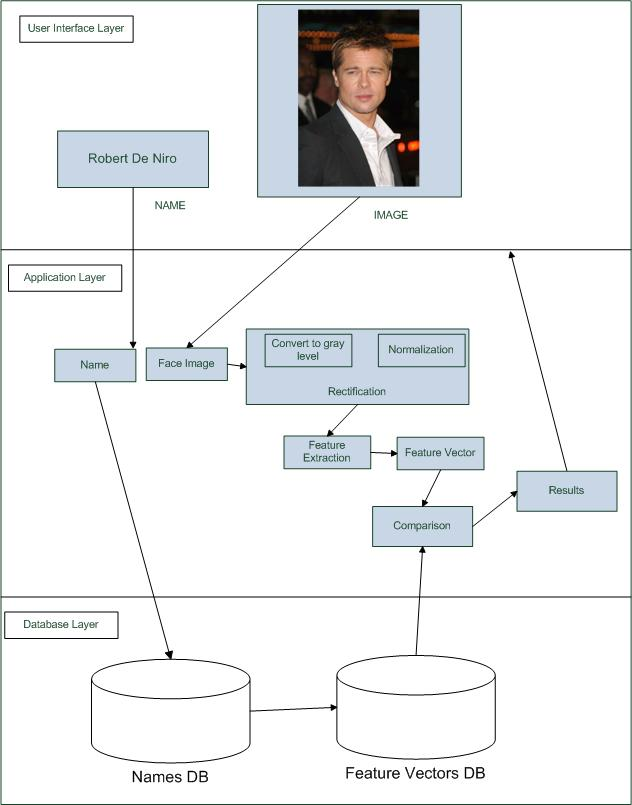 User Interface Layer
Robert De Niro
NAME
IMAGE
Application Layer
Name
Face Image
Convert to gray
level
Normalization
Rectification
Feature
Extraction
Feature Vector
Results
Comparison
Database Layer
Names DB
Feature Vectors DB